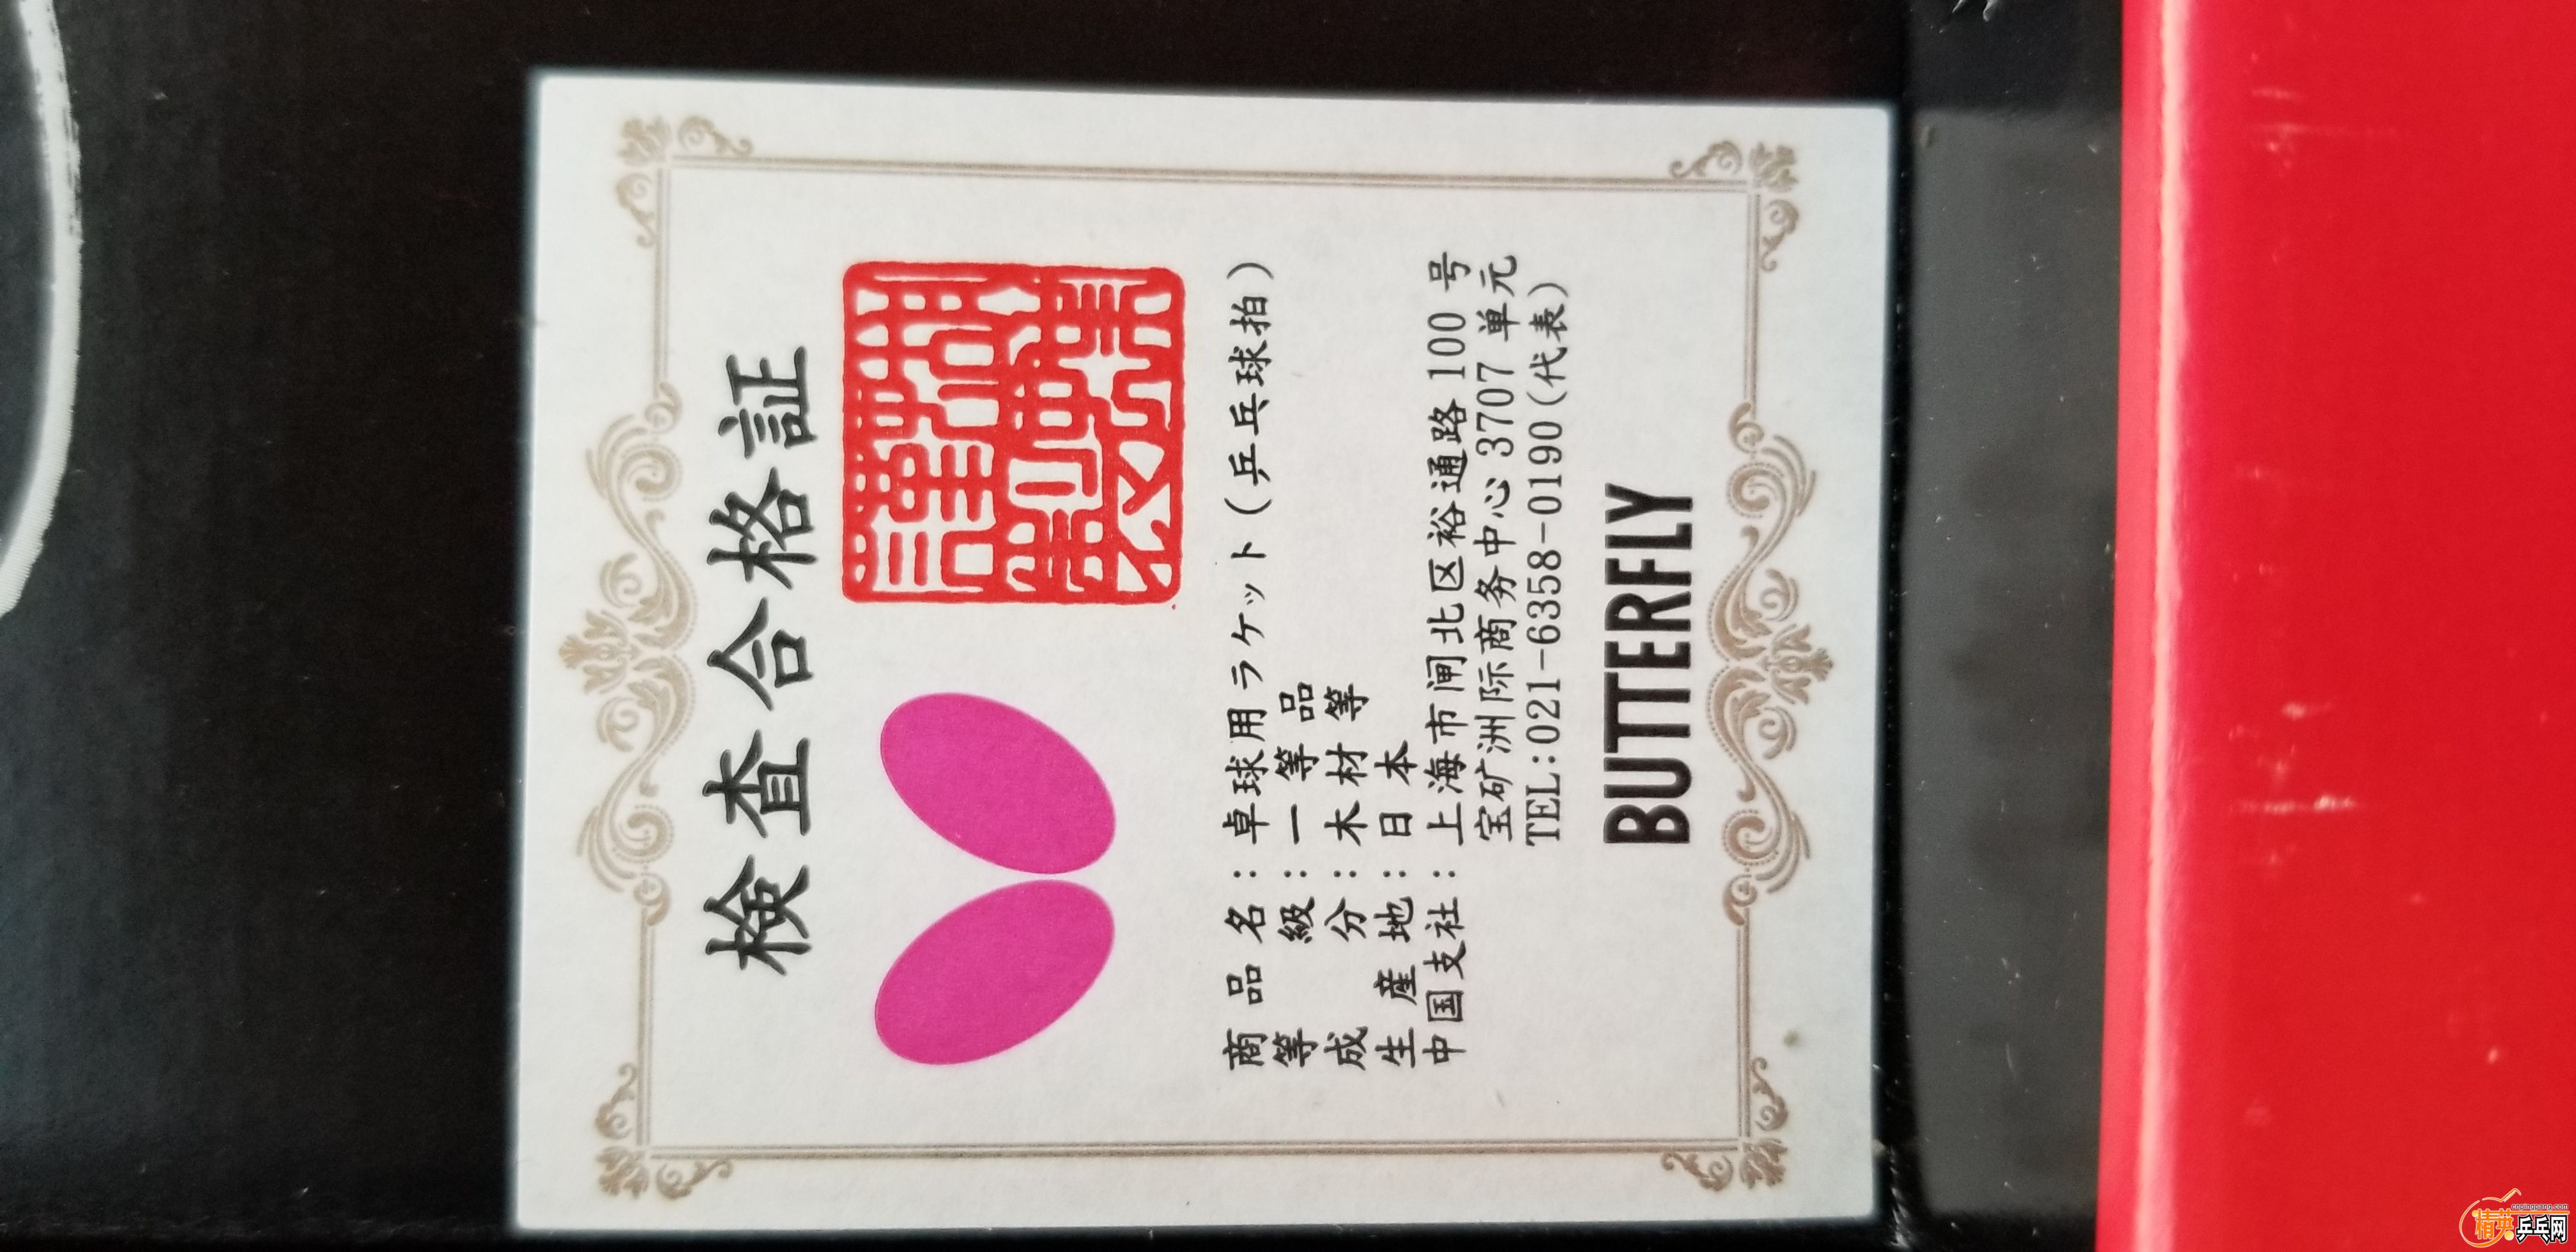 検査合格証
商品名：卓球用ラケット（乒乓球拍）
等級：一等品
成分：木材等
生産地：日本
中国支社：上海市闸北区裕通路100号
宝矿洲际商务中心3707单元
TEL:021-6358-0190(代表)
BUTTERFLY
cnpingpang.com
精英乒乓网